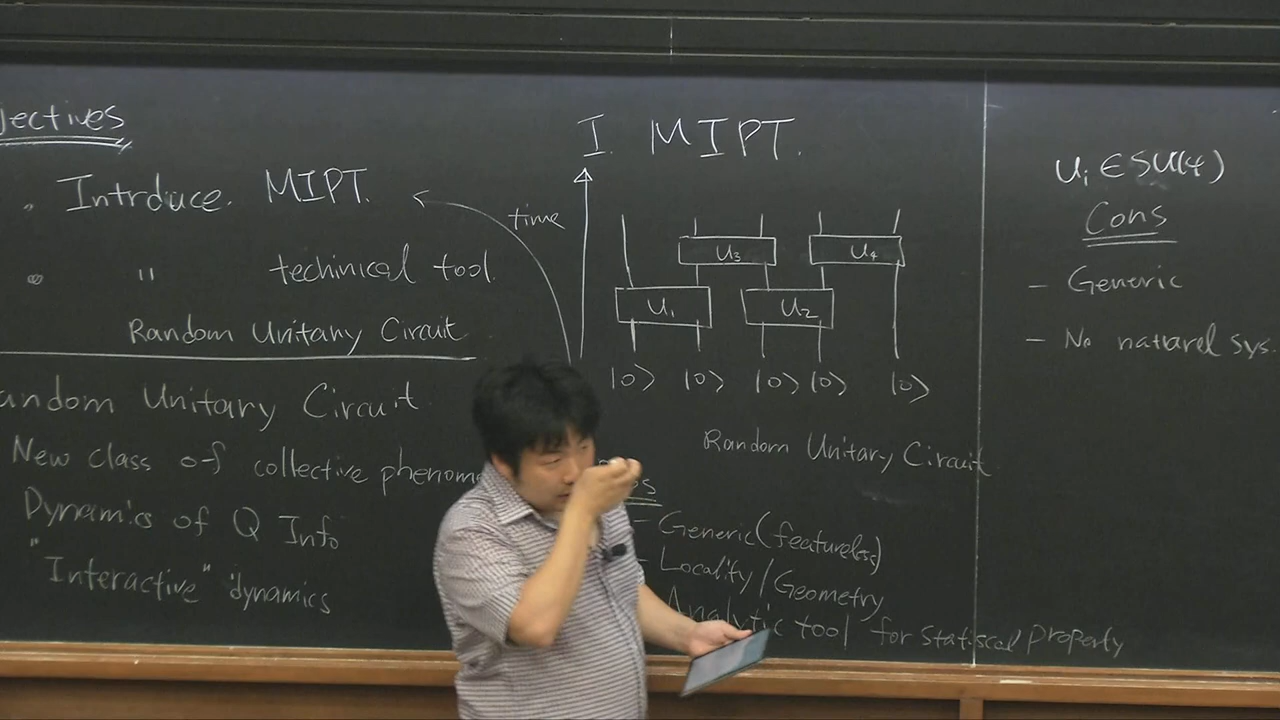 jectives
Intrduce. MIPT.
" techinical tool.
Random Unitary Circuit
andom Unitary Circuit
New class of collective phenome
Dynamics of Q Info
"Interactive" dynamics
I. MIPT.
time
U₃ U₄
U₁ U₂
|0⟩ |0⟩ |0⟩ |0⟩ |0⟩
Random Unitary Circuit
os
- Generic (featureless)
- Locality/Geometry
Analytic tool for statiscal property
Uᵢ ∈ SU(4)
Cons
- Generic
- No natural sys.